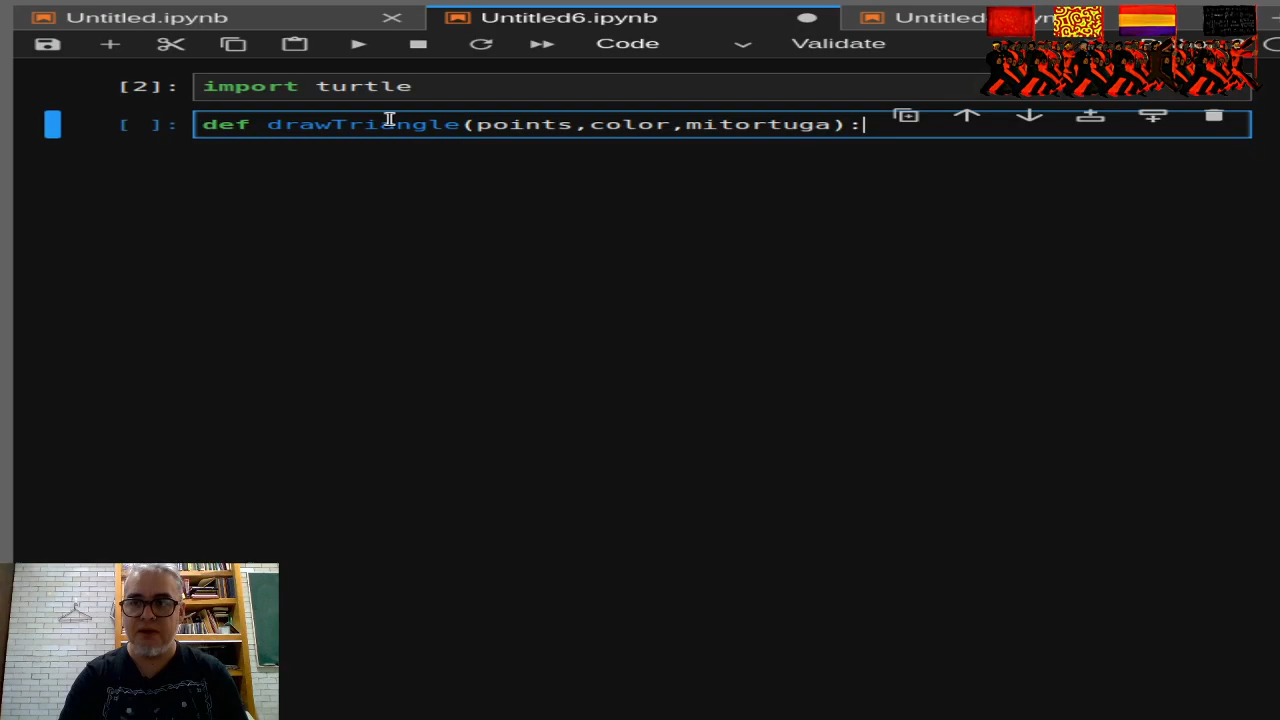 Untitled.ipynb
Untitled6.ipynb
Untitled
Code
Validate
[2]:
import turtle
[ ]:
def drawTriangle(points,color,mitortuga):